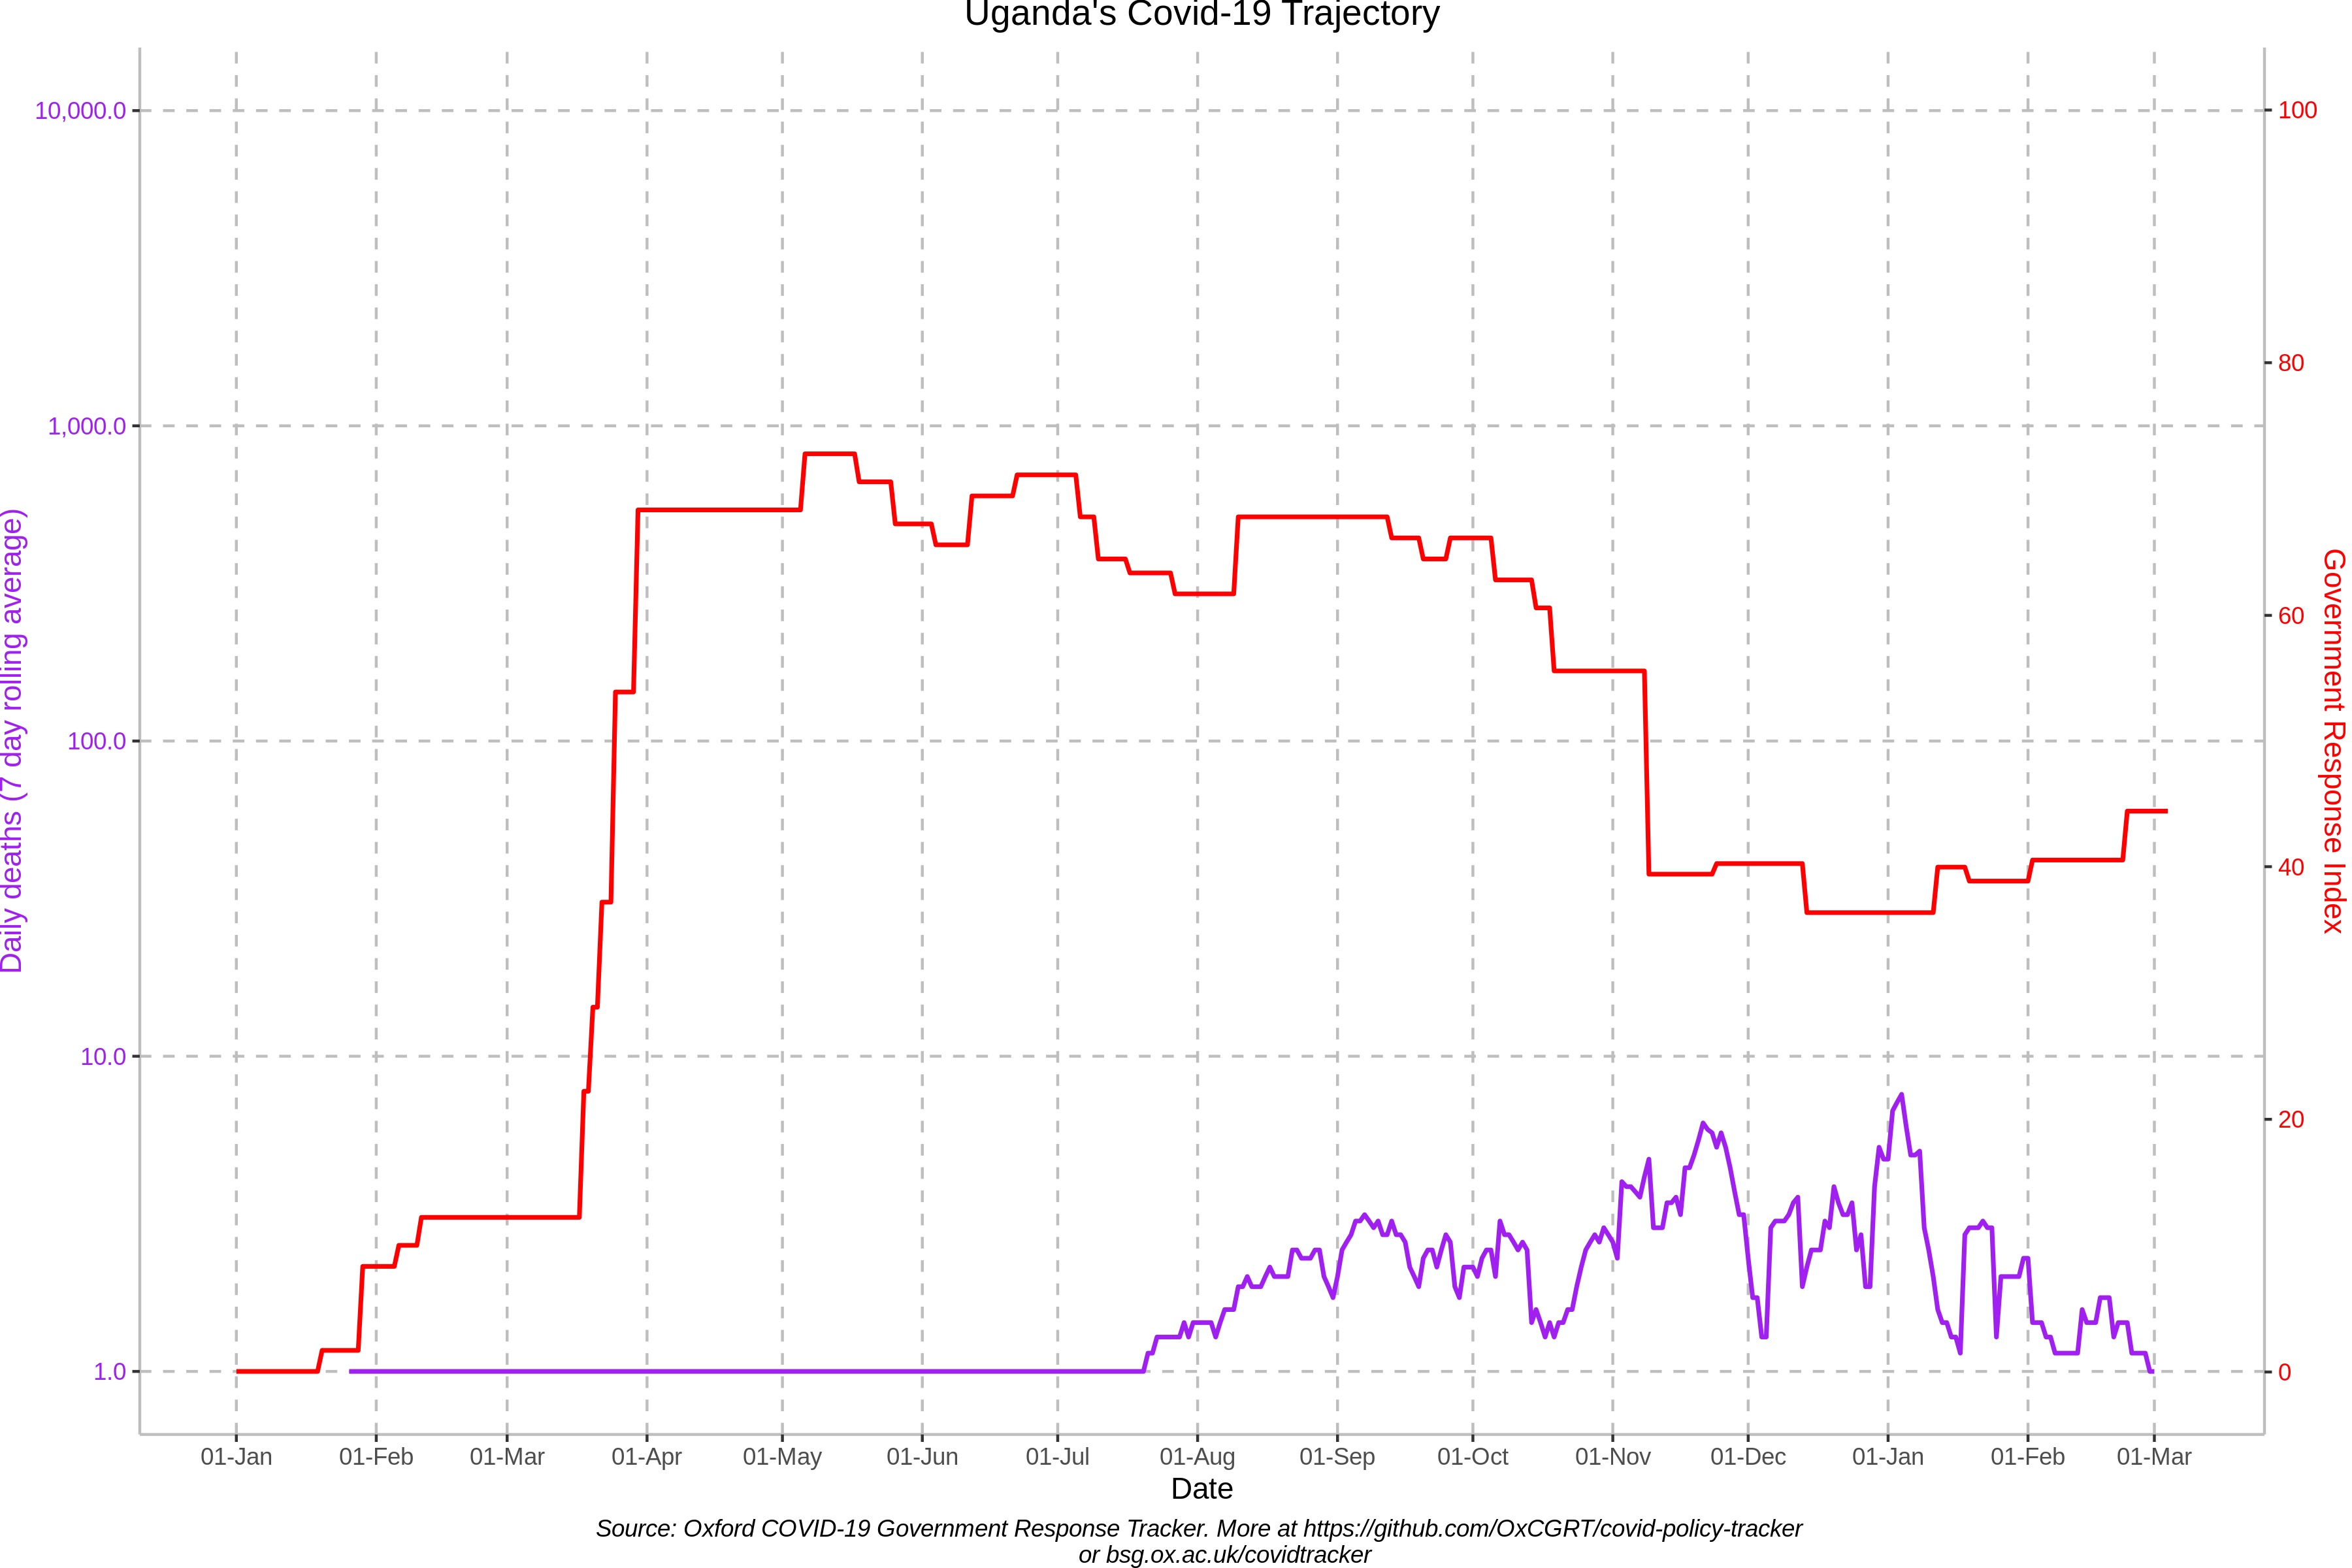 Uganda's Covid-19 Trajectory
10,000.0
1,000.0
100.0
10.0
1.0
Daily deaths (7 day rolling average)
100
80
60
40
20
0
Government Response Index
01-Jan 01-Feb 01-Mar 01-Apr 01-May 01-Jun 01-Jul 01-Aug 01-Sep 01-Oct 01-Nov 01-Dec 01-Jan 01-Feb 01-Mar
Date
Source: Oxford COVID-19 Government Response Tracker. More at https://github.com/OxCGRT/covid-policy-tracker
or bsg.ox.ac.uk/covidtracker